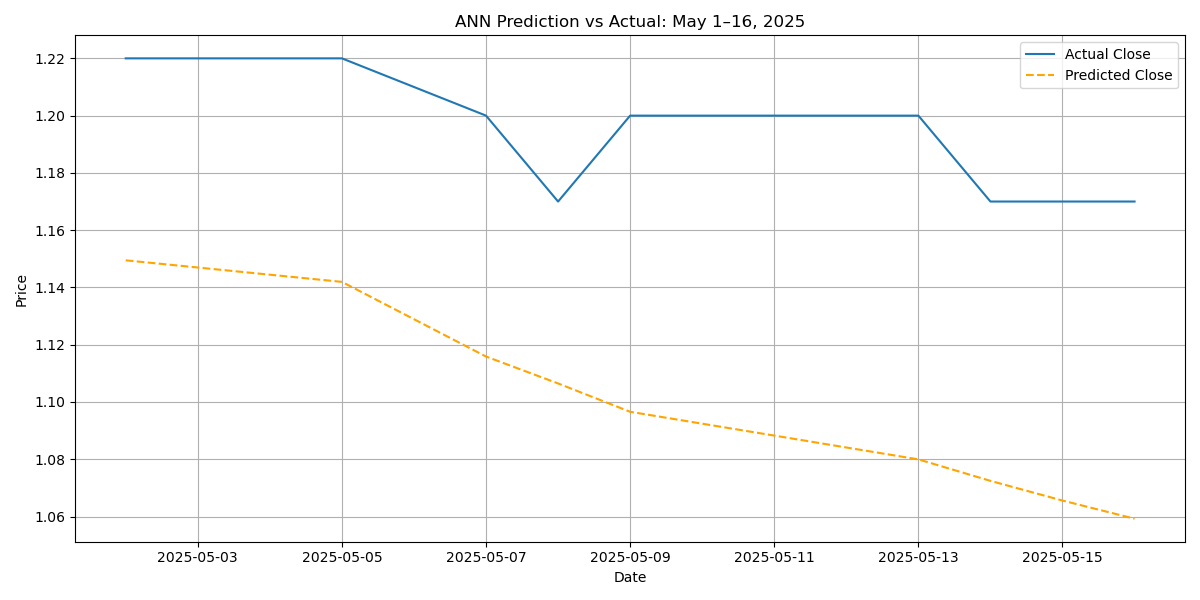 ANN Prediction vs Actual: May 1–16, 2025
Actual Close
Predicted Close
Price
1.22
1.20
1.18
1.16
1.14
1.12
1.10
1.08
1.06
2025-05-03 2025-05-05 2025-05-07 2025-05-09 2025-05-11 2025-05-13 2025-05-15
Date